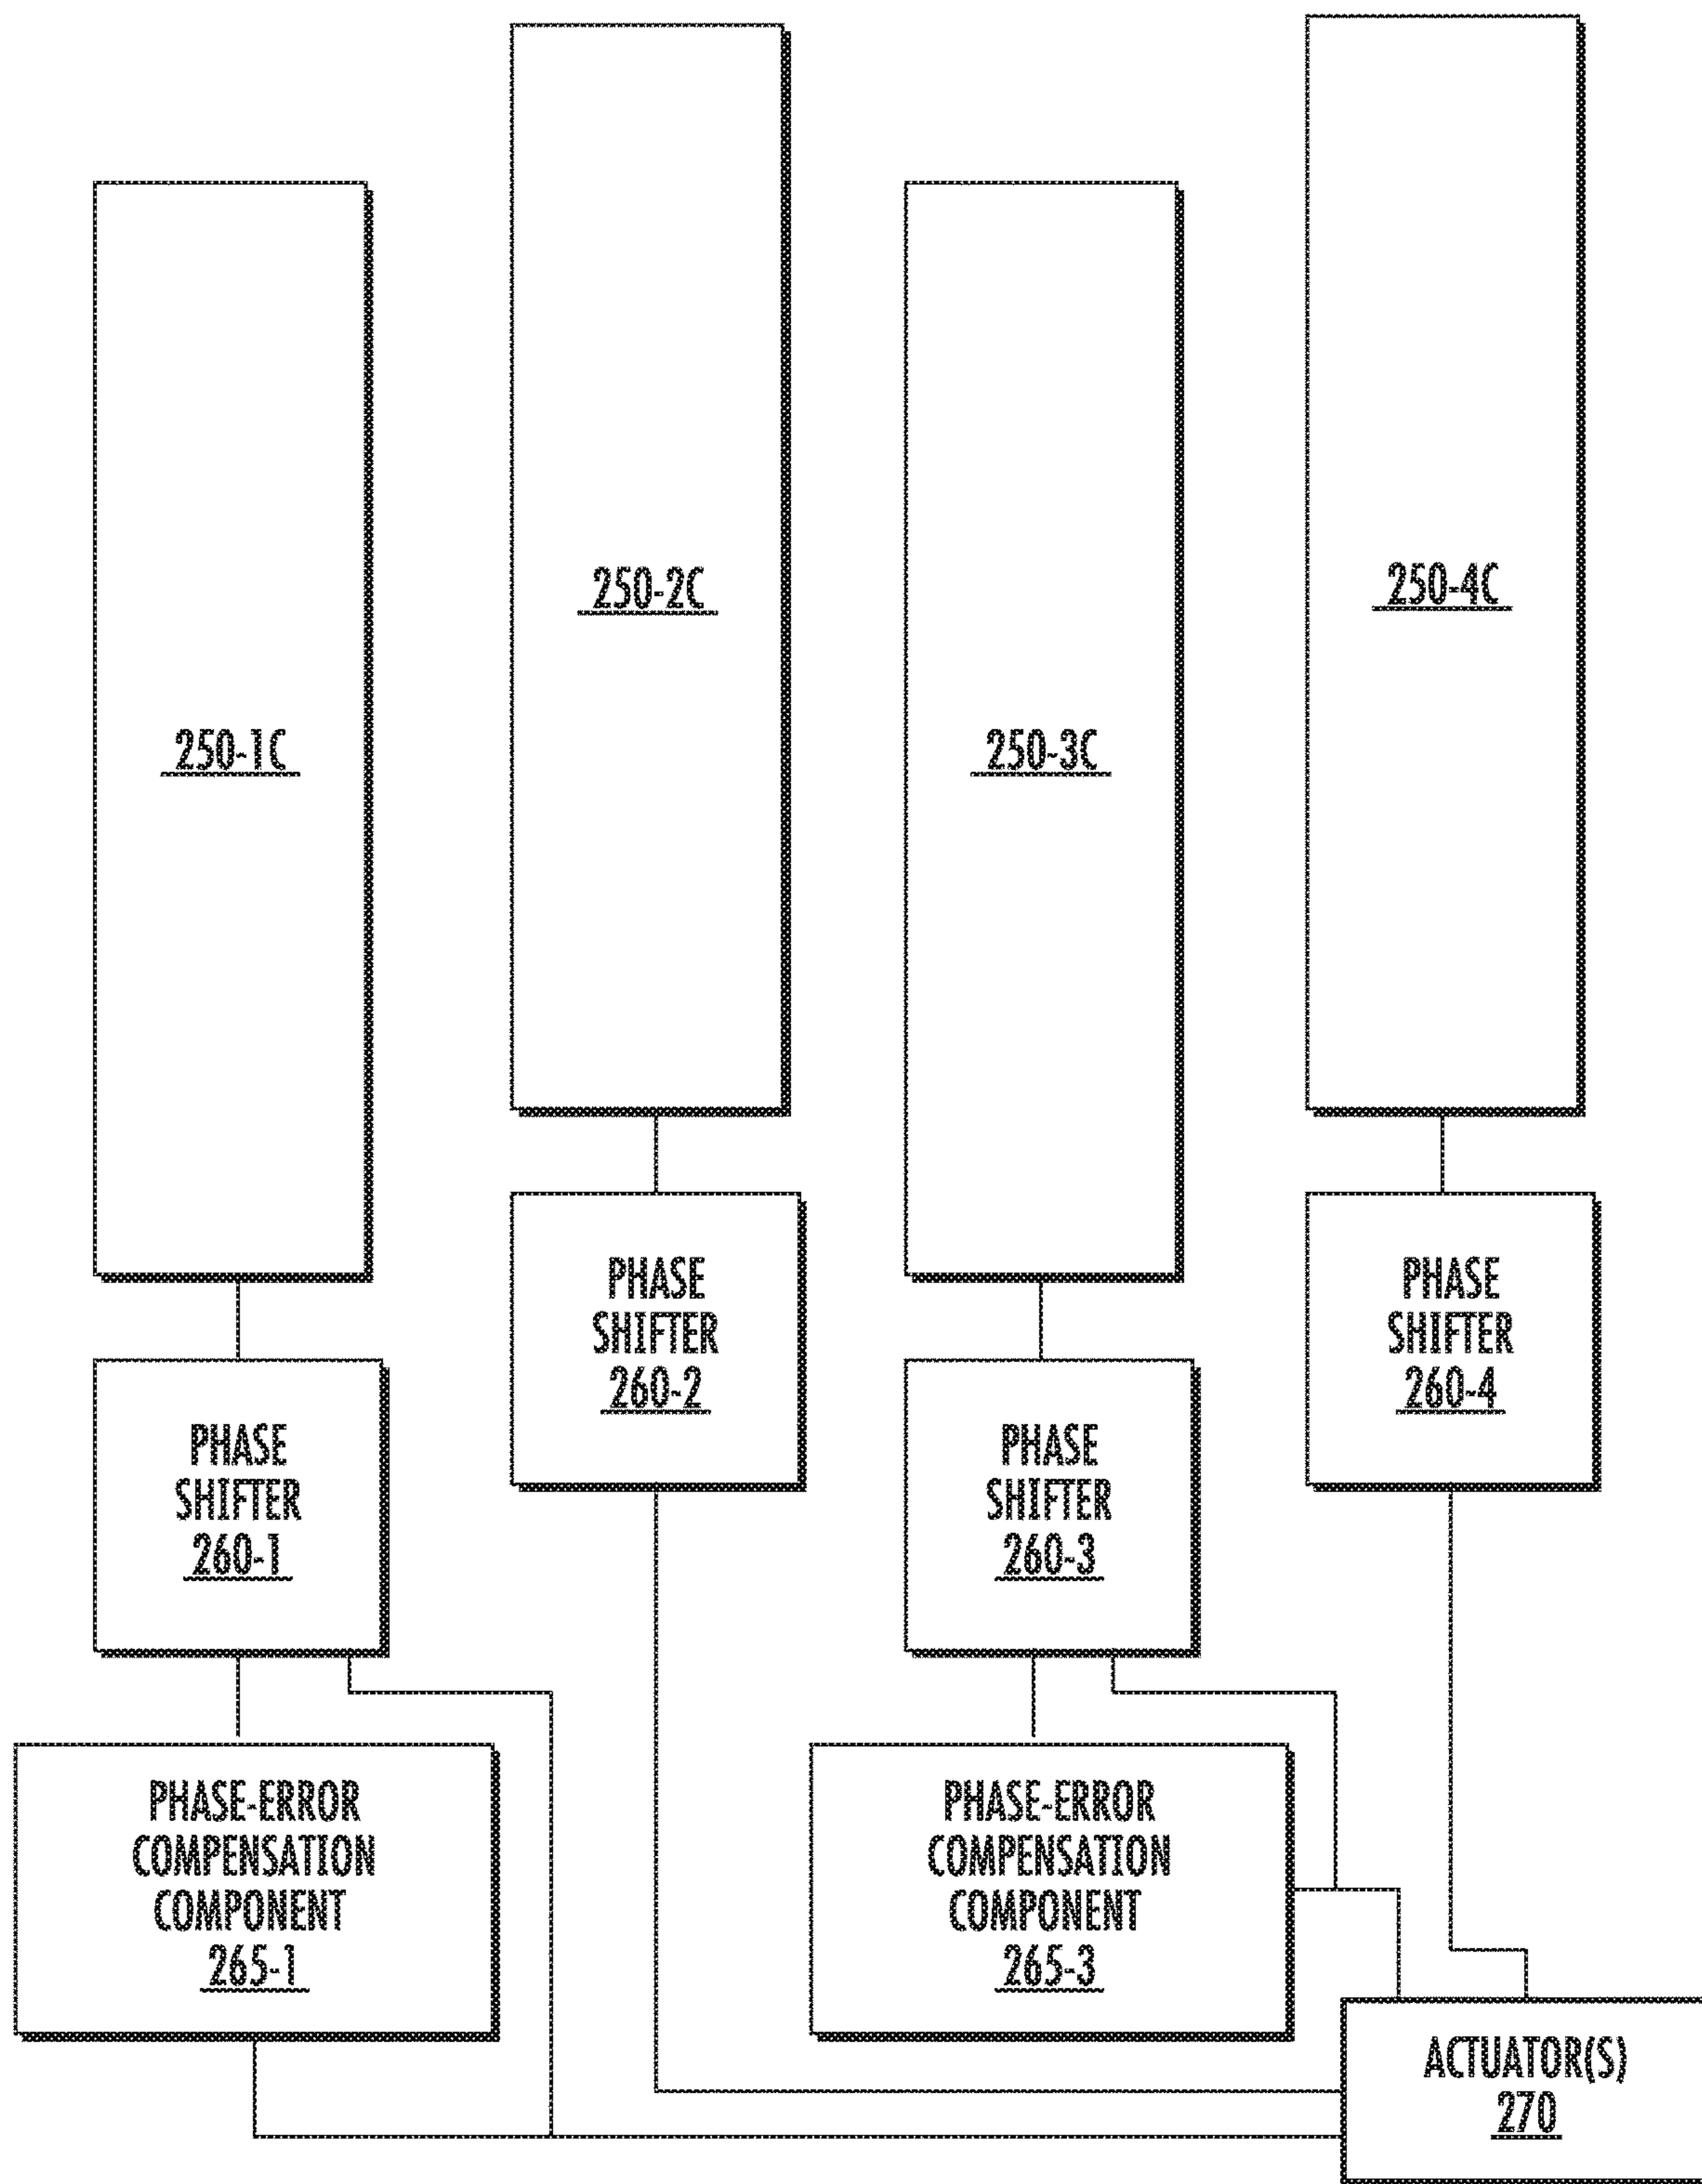 250-1C
250-2C
250-3C
250-4C
PHASE
SHIFTER
260-1
PHASE
SHIFTER
260-2
PHASE
SHIFTER
260-3
PHASE
SHIFTER
260-4
PHASE-ERROR
COMPENSATION
COMPONENT
265-1
PHASE-ERROR
COMPENSATION
COMPONENT
265-3
ACTUATOR(S)
270